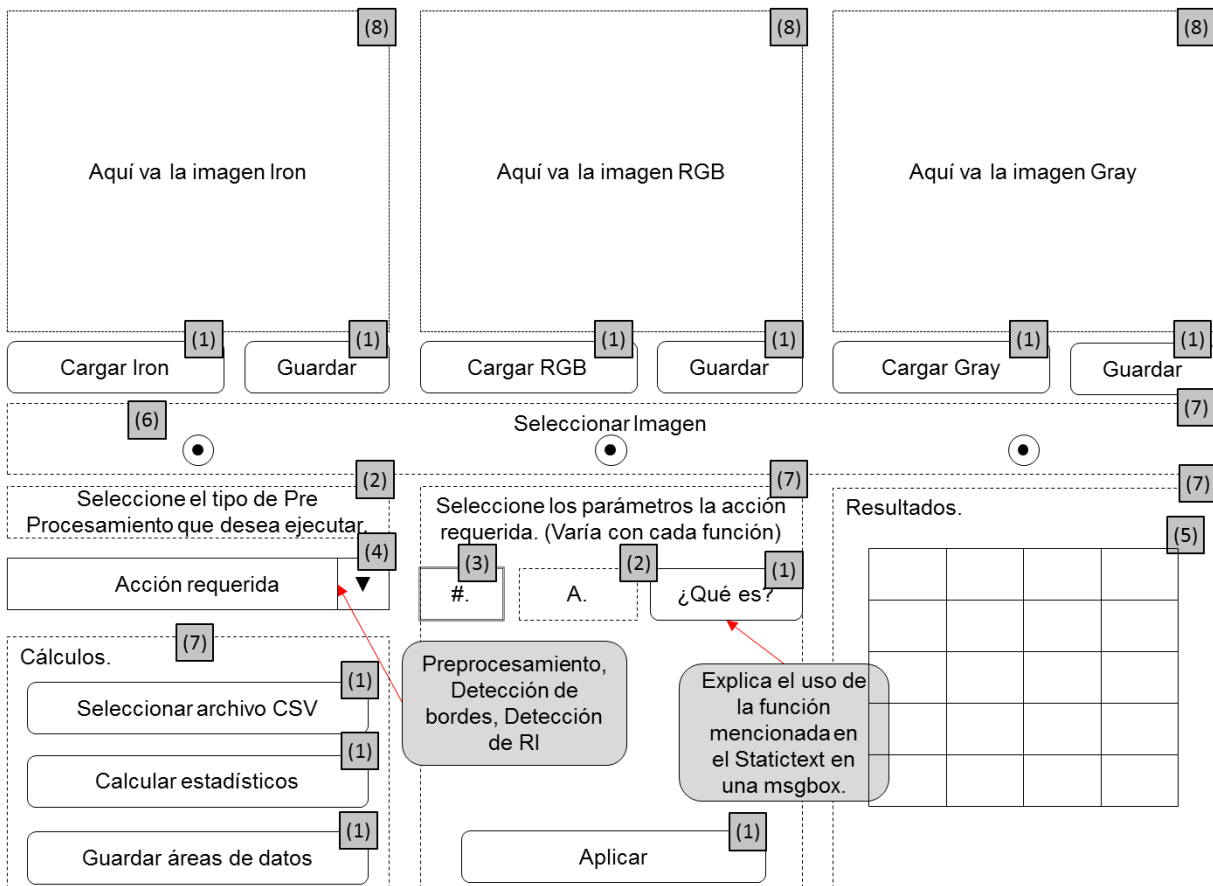 (8)
(8)
(8)
Aquí va la imagen Iron
Aquí va la imagen RGB
Aquí va la imagen Gray
(1)
(1)
(1)
(1)
(1)
(1)
Cargar Iron
Guardar
Cargar RGB
Guardar
Cargar Gray
Guardar
(6)
(7)
Seleccionar Imagen
(2)
Seleccione el tipo de Pre
Procesamiento que desea ejecutar.
(4)
Acción requerida
(7)
Seleccione los parámetros la acción
requerida. (Varía con cada función)
(3)
(2)
(1)
#.
A.
¿Qué es?
(7)
Resultados.
(5)
(7)
Cálculos.
(1)
Seleccionar archivo CSV
(1)
Calcular estadísticos
(1)
Guardar áreas de datos
Preprocesamiento,
Detección de
bordes, Detección
de RI
Explica el uso de
la función
mencionada en
el Statictext en
una msgbox.
(1)
Aplicar